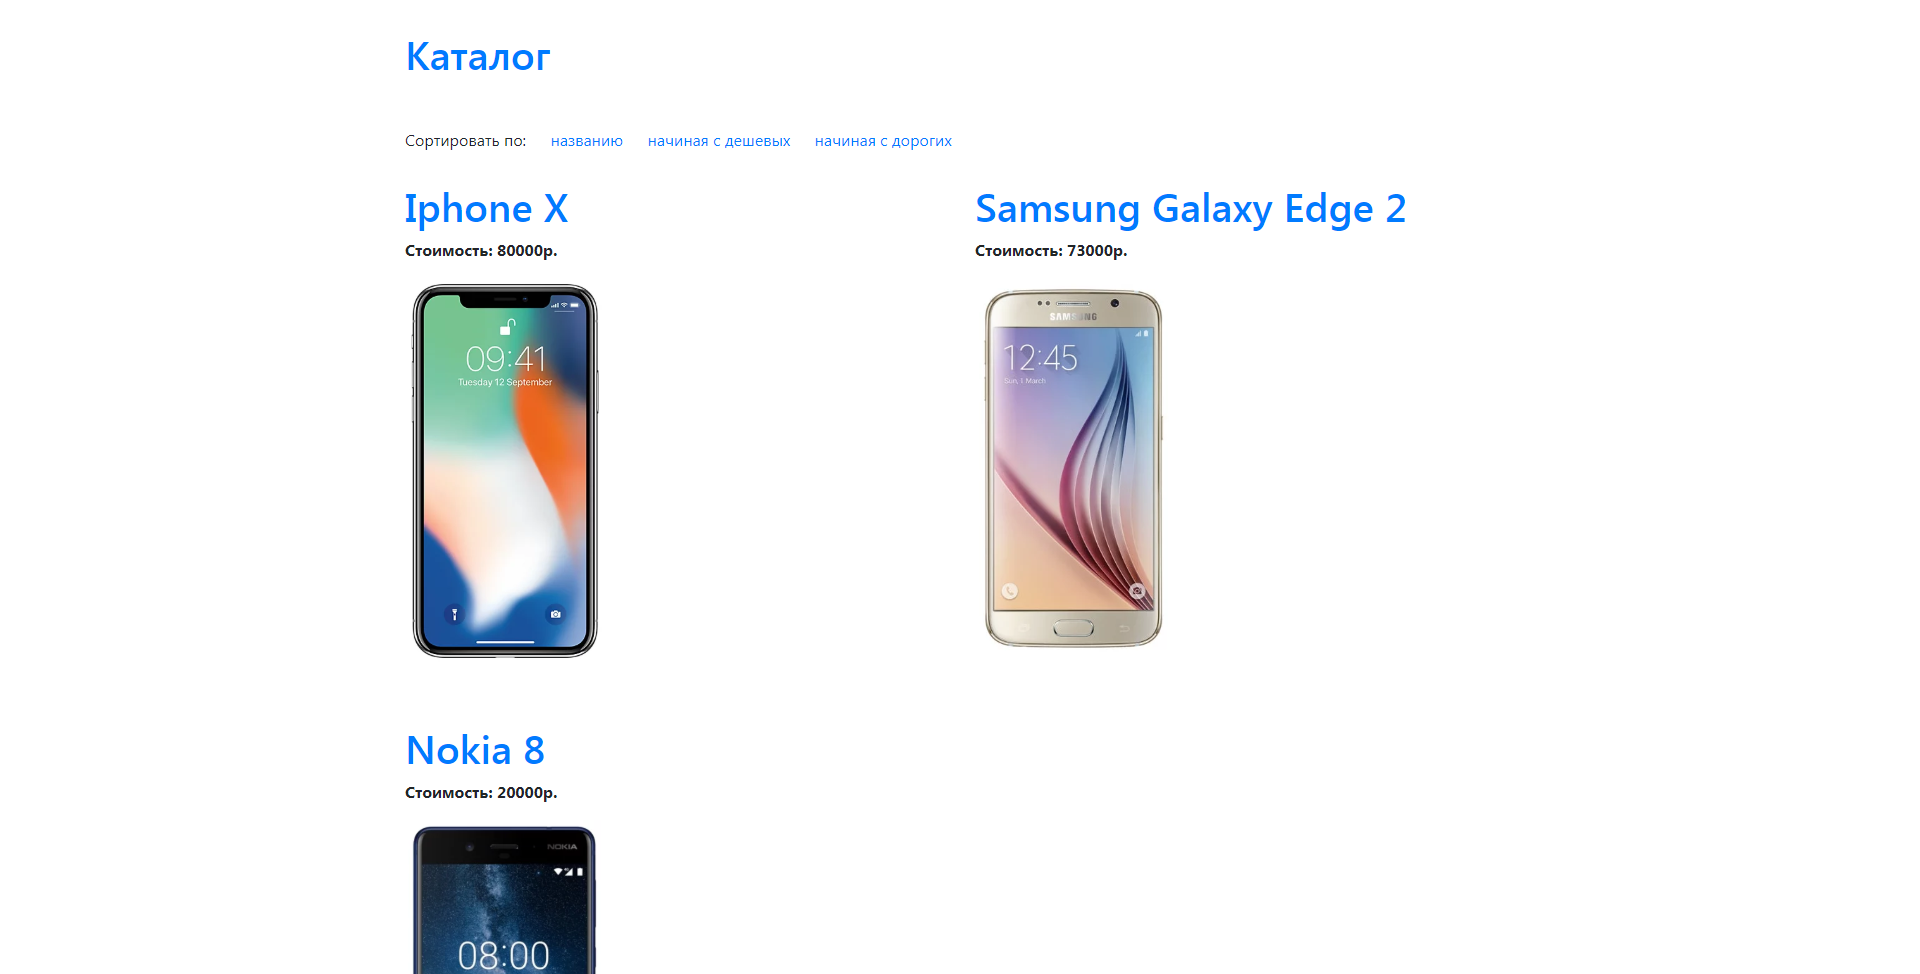 Каталог
Сортировать по: названию начиная с дешевых начиная с дорогих
Iphone X
Стоимость: 80000р.
09:41
Tuesday 12 September
Samsung Galaxy Edge 2
Стоимость: 73000р.
SAMSUNG
12:45
Sun, 1 March
Nokia 8
Стоимость: 20000р.
NOKIA
08:00